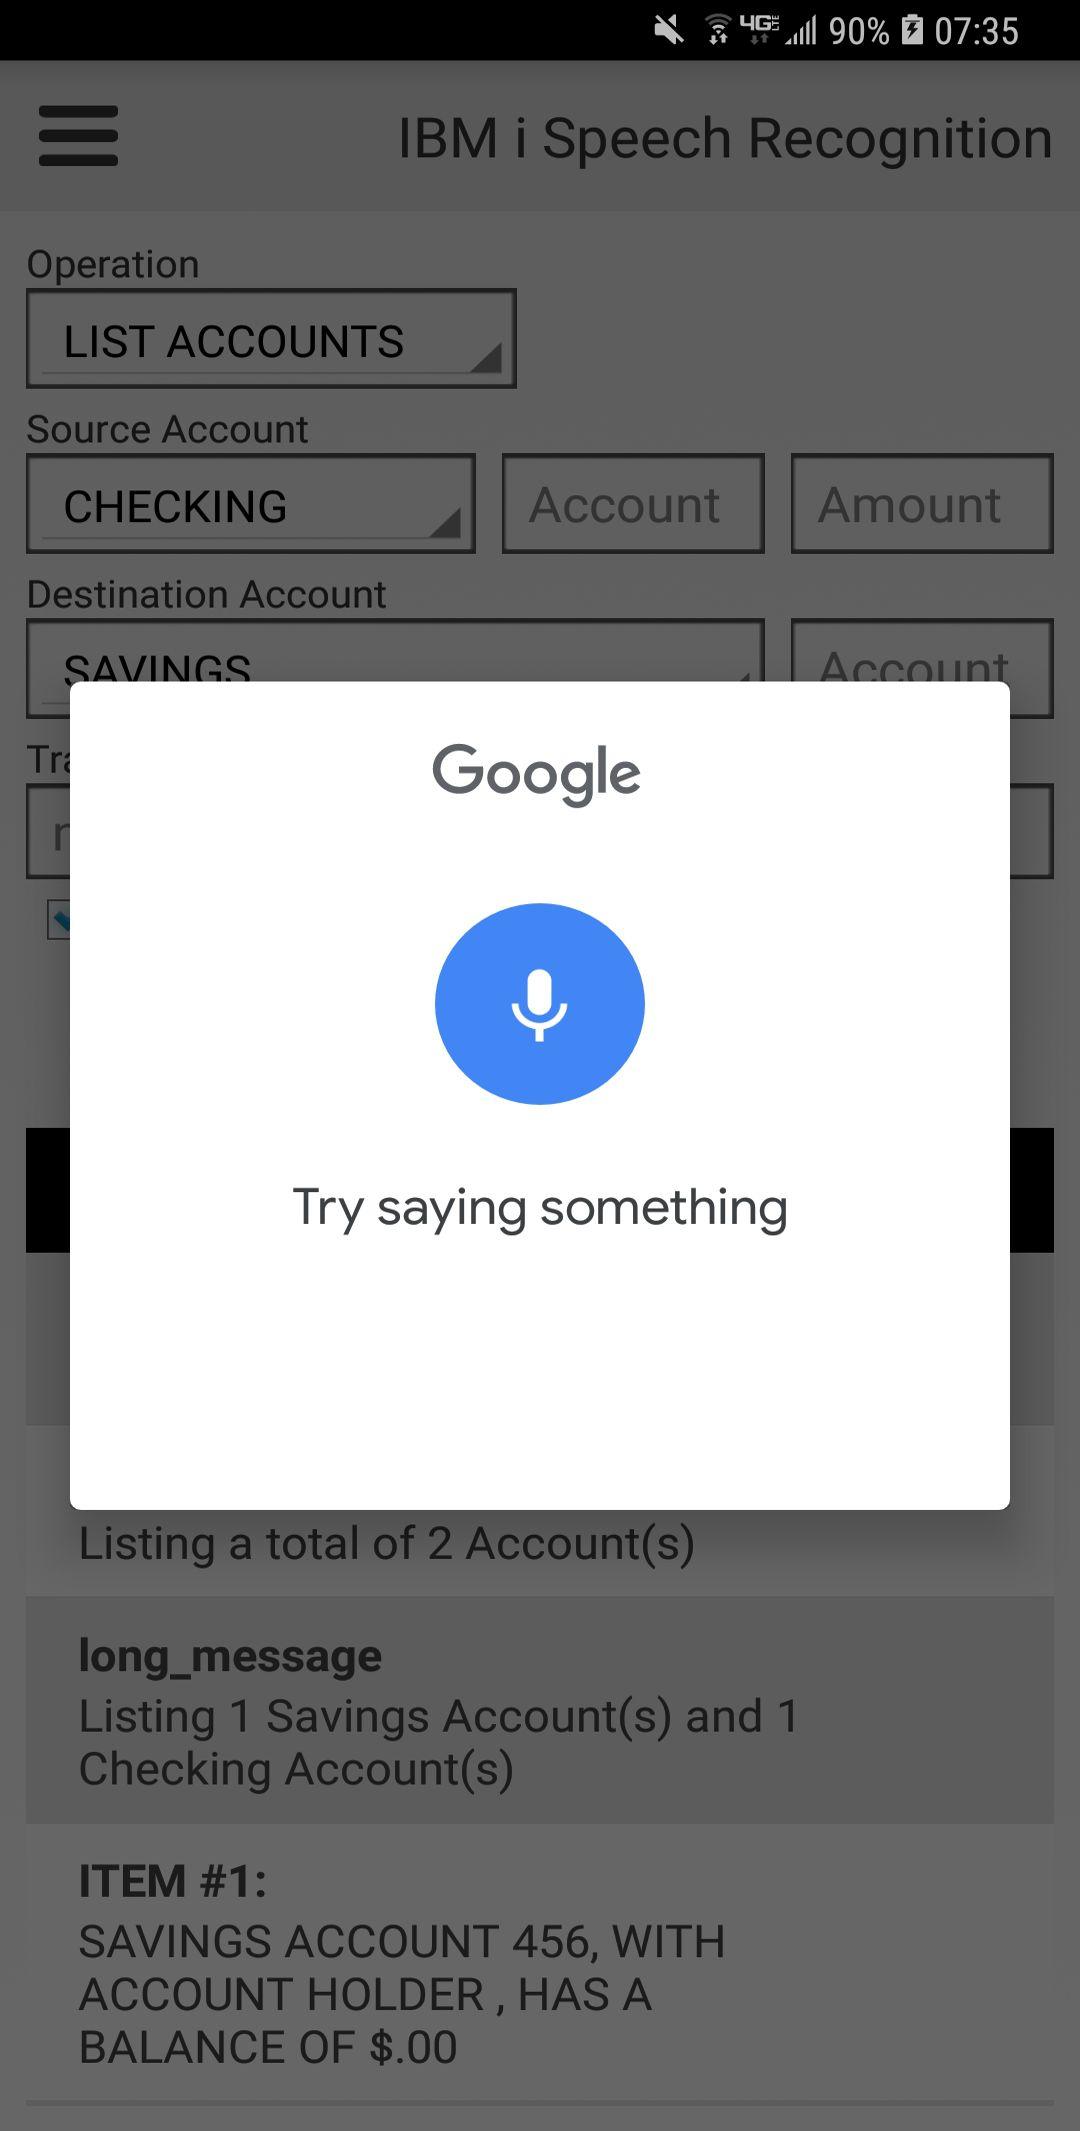 4G LTE 90% 07:35
IBM i Speech Recognition
Operation
LIST ACCOUNTS
Source Account
CHECKING Account Amount
Destination Account
SAVINGS Account
Google
Try saying something
Listing a total of 2 Account(s)
long_message
Listing 1 Savings Account(s) and 1
Checking Account(s)
ITEM #1:
SAVINGS ACCOUNT 456, WITH
ACCOUNT HOLDER , HAS A
BALANCE OF $.00